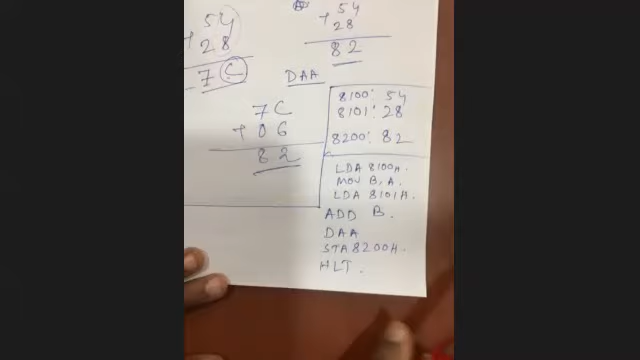 54
+ 28
7C
+ 54
28
82
DAA
7C
+ 06
82
8100: 54
8101: 28
8200: 82
LDA 8100H.
MOV B, A.
LDA 8101H.
ADD B.
DAA
STA 8200H.
HLT.